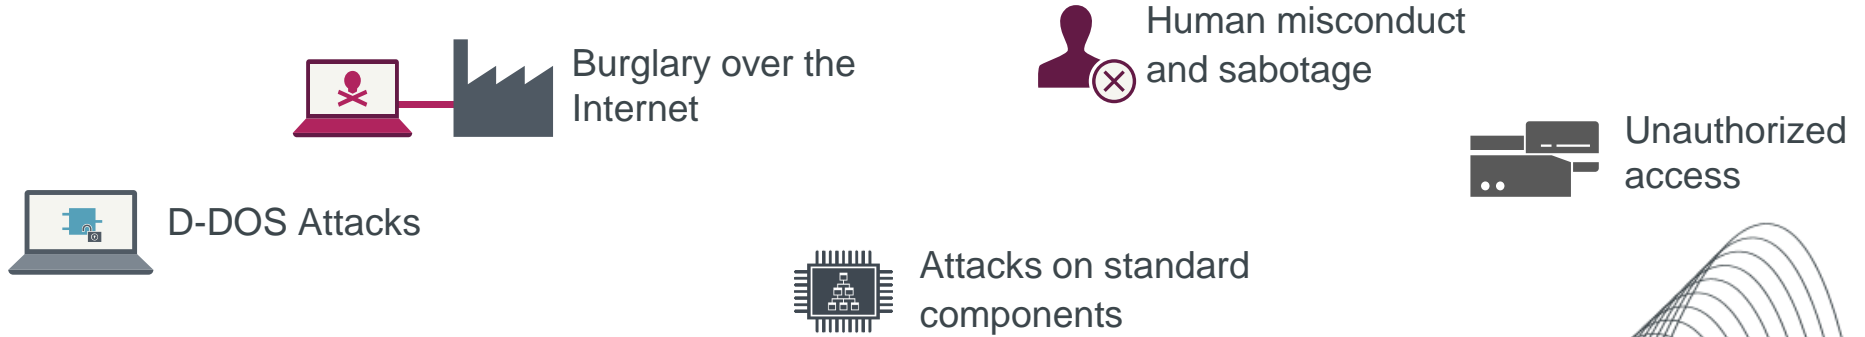 Burglary over the
Internet
Human misconduct
and sabotage
Unauthorized
access
D-DOS Attacks
Attacks on standard
components